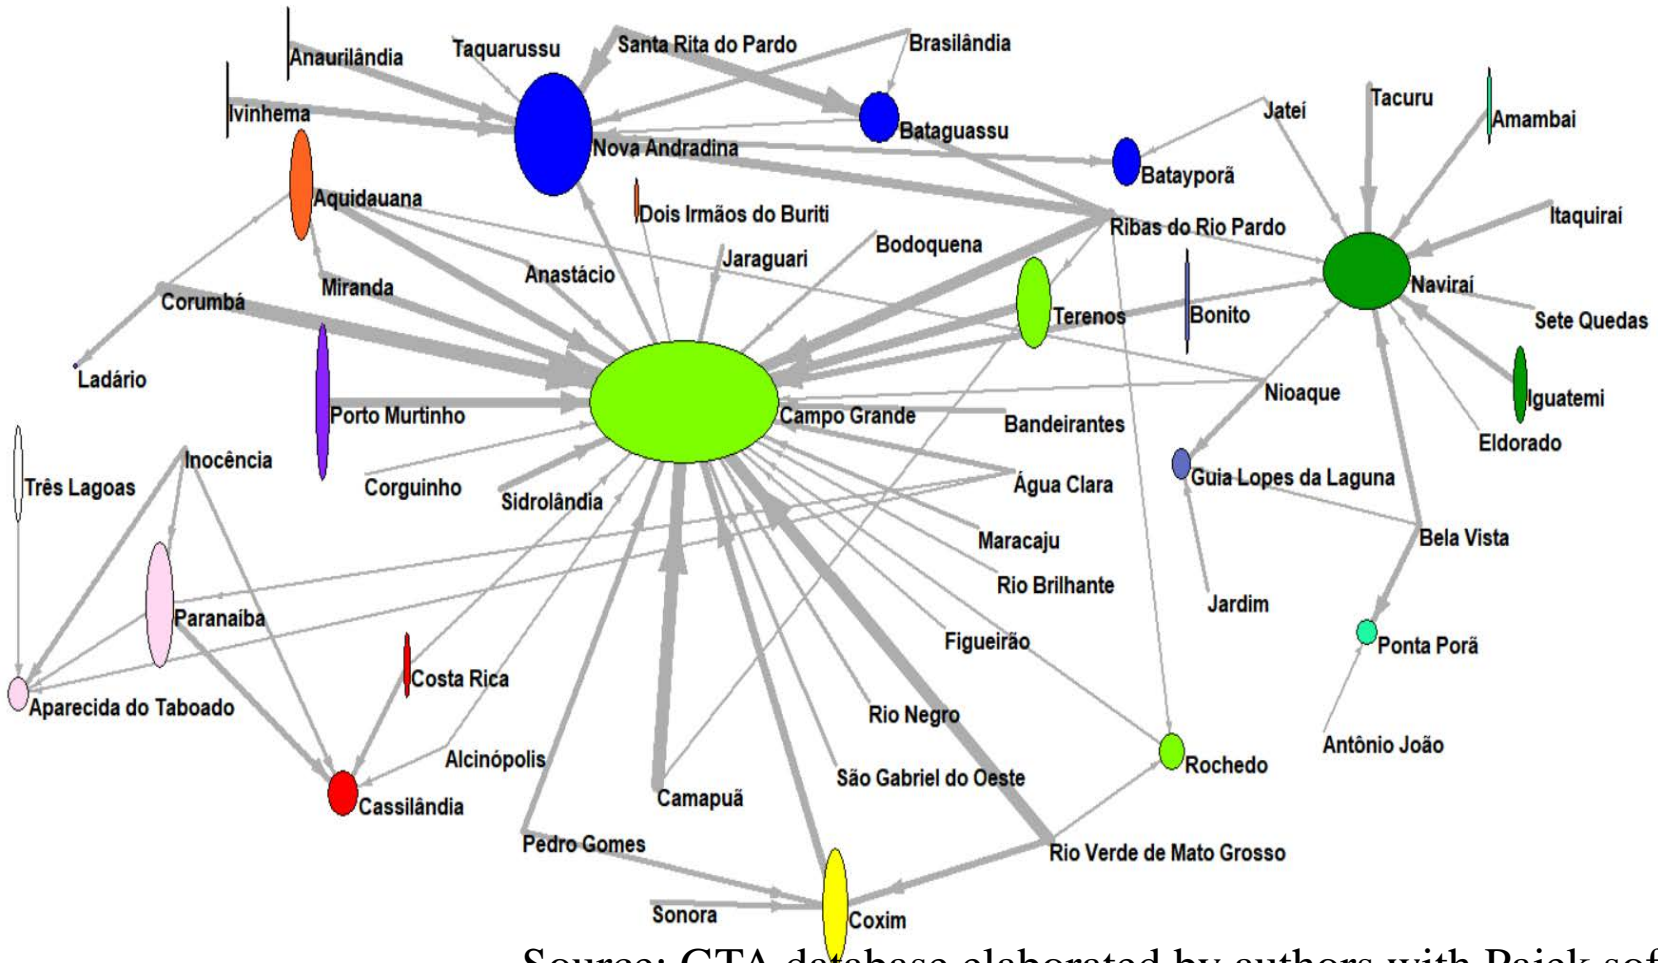 Santa Rita do Pardo
Brasilândia
Taquarussu
Anaurilândia
Tacuru
Ivinhema
Jateí
Amambai
Bataguassu
Nova Andradina
Batayporã
Aquidauana
Dois Irmãos do Buriti
Itaquiraí
Ribas do Rio Pardo
Bodoquena
Jaraguari
Anastácio
Miranda
Naviraí
Corumbá
Terenos
Bonito
Sete Quedas
Ladário
Nioaque
Iguatemi
Porto Murtinho
Campo Grande
Bandeirantes
Eldorado
Inocência
Três Lagoas
Corguinho
Sidrolândia
Água Clara
Guia Lopes da Laguna
Maracaju
Bela Vista
Rio Brilhante
Jardim
Paranaíba
Figueirão
Ponta Porã
Costa Rica
Aparecida do Taboado
Rio Negro
Antônio João
Alcinópolis
São Gabriel do Oeste
Rochedo
Cassilândia
Camapuã
Pedro Gomes
Rio Verde de Mato Grosso
Sonora
Coxim
Source: GTA database elaborated by authors with Pajek